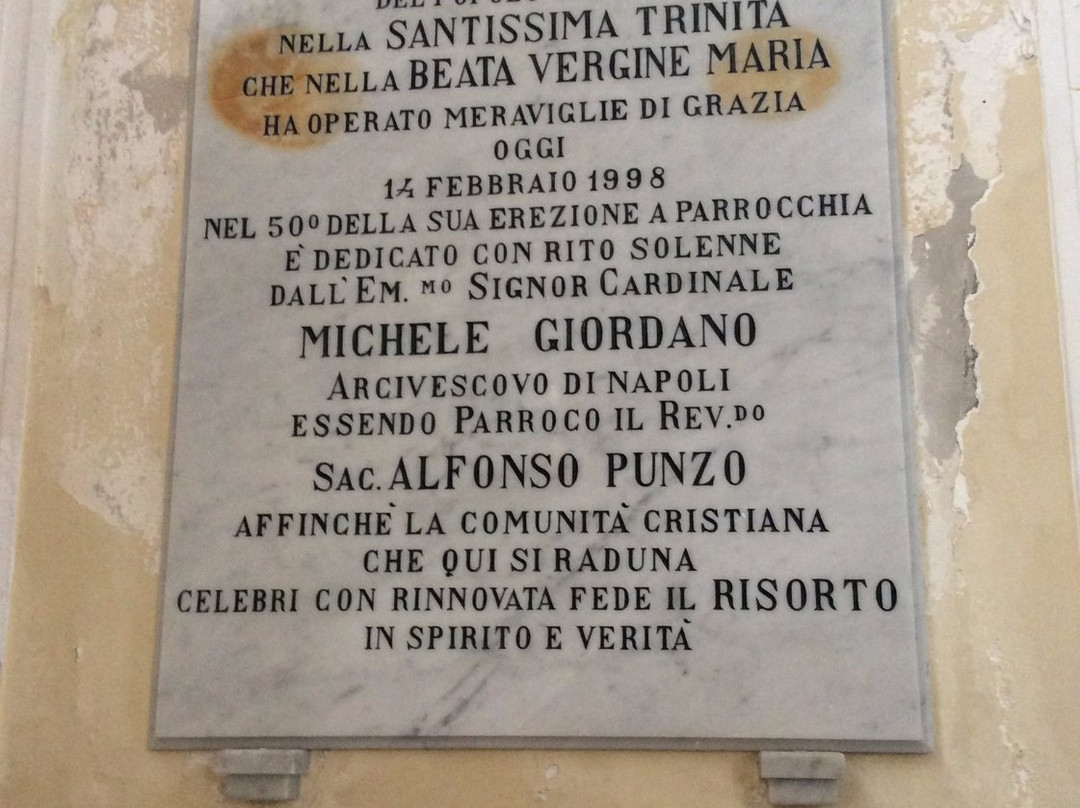 NELLA SANTISSIMA TRINITÀ
CHE NELLA BEATA VERGINE MARIA
HA OPERATO MERAVIGLIE DI GRAZIA
OGGI
14 FEBBRAIO 1998
NEL 50º DELLA SUA EREZIONE A PARROCCHIA
È DEDICATO CON RITO SOLENNE
DALL'EM.MO SIGNOR CARDINALE
MICHELE GIORDANO
ARCIVESCOVO DI NAPOLI
ESSENDO PARROCO IL REV.DO
SAC. ALFONSO PUNZO
AFFINCHÈ LA COMUNITÀ CRISTIANA
CHE QUI SI RADUNA
CELEBRI CON RINNOVATA FEDE IL RISORTO
IN SPIRITO E VERITÀ